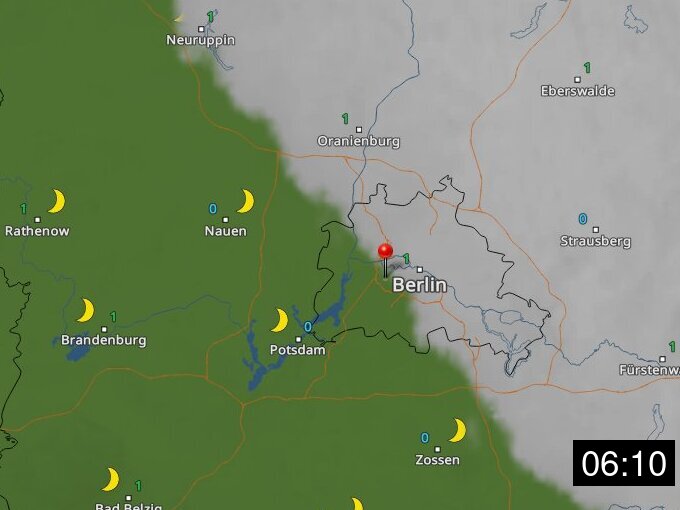 1
Neuruppin
1
Eberswalde
1
Oranienburg
1
Rathenow
0
Nauen
0
Strausberg
1
Berlin
1
Brandenburg
0
Potsdam
1
Fürstenwa
0
Zossen
06:10
1
Bad Belzig